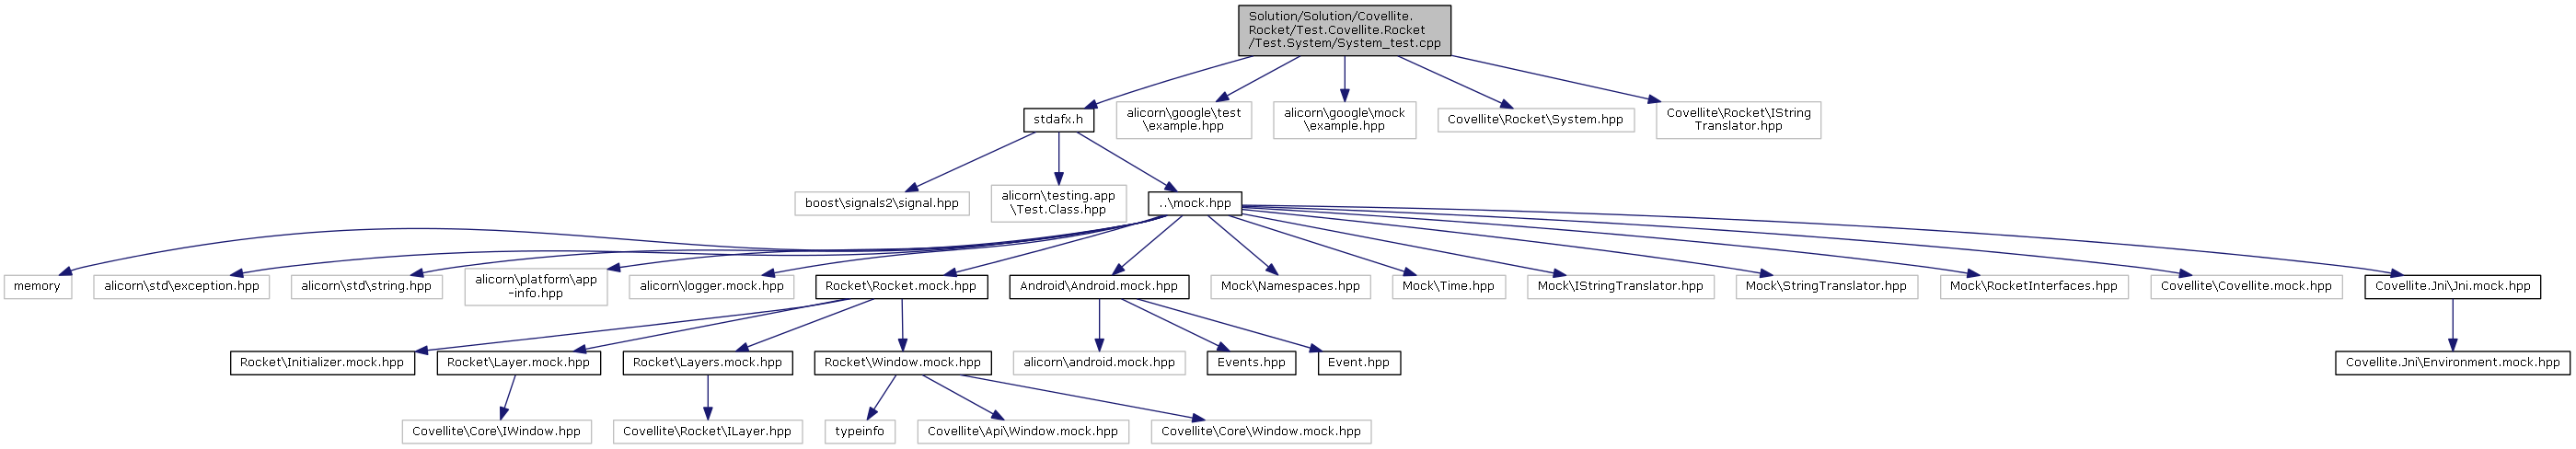 Solution/Solution/Covellite.
Rocket/Test.Covellite.Rocket
/Test.System/System_test.cpp
stdafx.h
alicorn\google\test
\example.hpp
alicorn\google\mock
\example.hpp
Covellite\Rocket\System.hpp
Covellite\Rocket\IString
Translator.hpp
boost\signals2\signal.hpp
alicorn\testing.app
\Test.Class.hpp
..\mock.hpp
memory
alicorn\std\exception.hpp
alicorn\std\string.hpp
alicorn\platform\app
-info.hpp
alicorn\logger.mock.hpp
Rocket\Rocket.mock.hpp
Android\Android.mock.hpp
Mock\Namespaces.hpp
Mock\Time.hpp
Mock\IStringTranslator.hpp
Mock\StringTranslator.hpp
Mock\RocketInterfaces.hpp
Covellite\Covellite.mock.hpp
Covellite.Jni\Jni.mock.hpp
Rocket\Initializer.mock.hpp
Rocket\Layer.mock.hpp
Rocket\Layers.mock.hpp
Rocket\Window.mock.hpp
alicorn\android.mock.hpp
Events.hpp
Event.hpp
Covellite.Jni\Environment.mock.hpp
Covellite\Core\IWindow.hpp
Covellite\Rocket\ILayer.hpp
typeinfo
Covellite\Api\Window.mock.hpp
Covellite\Core\Window.mock.hpp